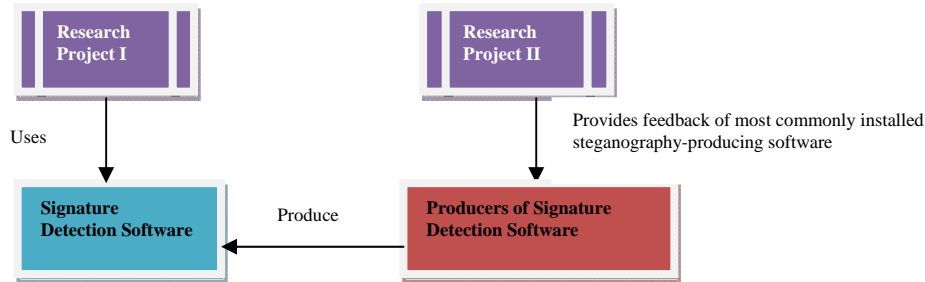 Research
Project I
Research
Project II
Uses
Provides feedback of most commonly installed
steganography-producing software
Signature
Detection Software
Produce
Producers of Signature
Detection Software